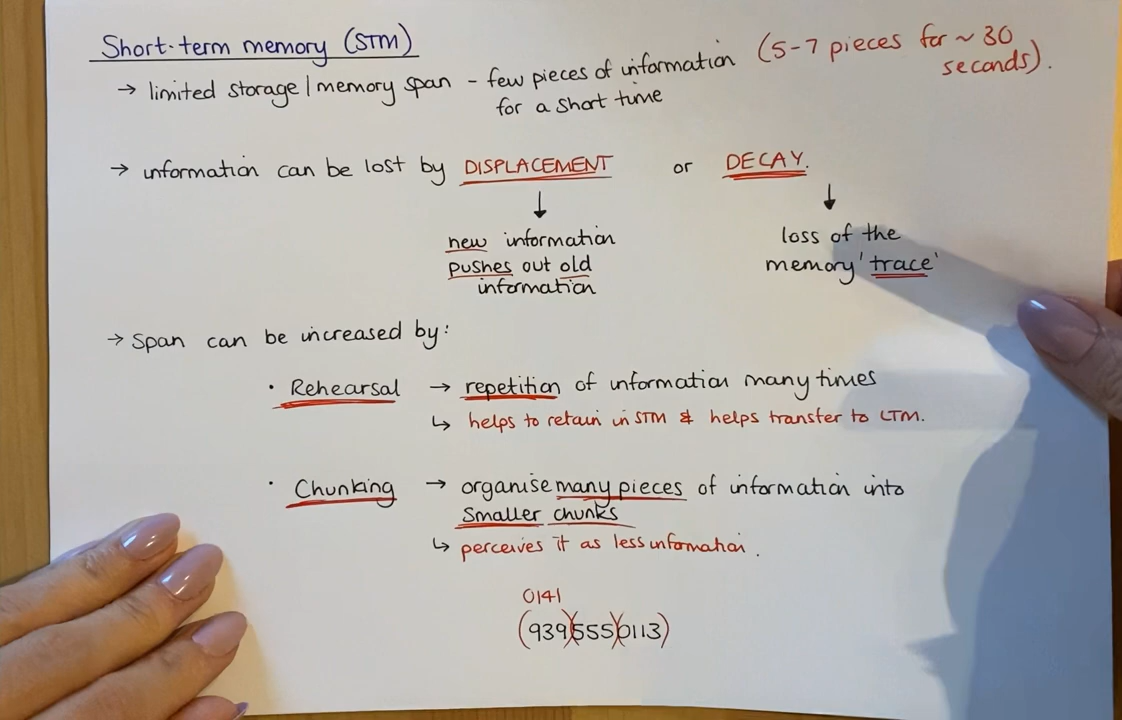 Short-term memory (STM)
→ limited storage/memory span - few pieces of information (5-7 pieces for ~ 30
for a short time seconds).
→ information can be lost by DISPLACEMENT or DECAY.
↓ ↓
new information loss of the
pushes out old memory 'trace'
information
→ Span can be increased by:
· Rehearsal → repetition of information many times
↳ helps to retain in STM & helps transfer to LTM.
· Chunking → organise many pieces of information into
smaller chunks
↳ perceives it as less information.
0141
(939)(555)(0113)